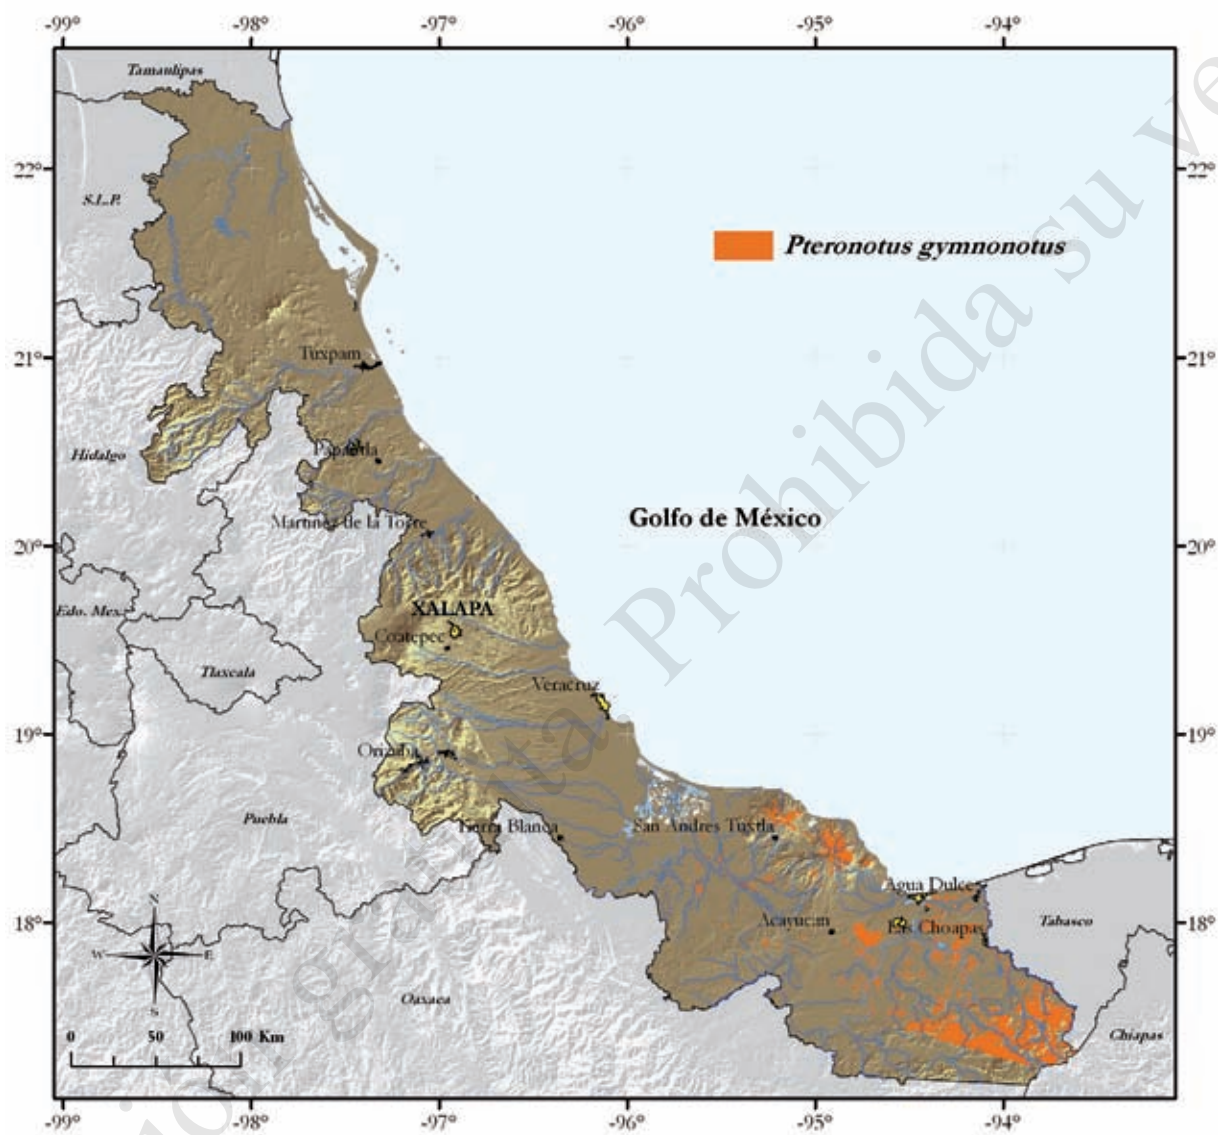 -99° -98° -97° -96° -95° -94°
Tamaulipas
22° 22°
S.L.P.
Pteronotus gymnonotus
21° 21°
Tuxpam
Hidalgo
Papantla
Martínez de la Torre
Golfo de México
20° 20°
Edo. Mex.
XALAPA
Coatepec
Tlaxcala
Veracruz
19° 19°
Orizaba
Puebla
Tierra Blanca
San Andres Tuxtla
Agua Dulce
18° 18°
Acayucan
Las Choapas
Tabasco
N
W E
S
Oaxaca
Chiapas
0 50 100 Km
-99° -98° -97° -96° -95° -94°
Prohibida su